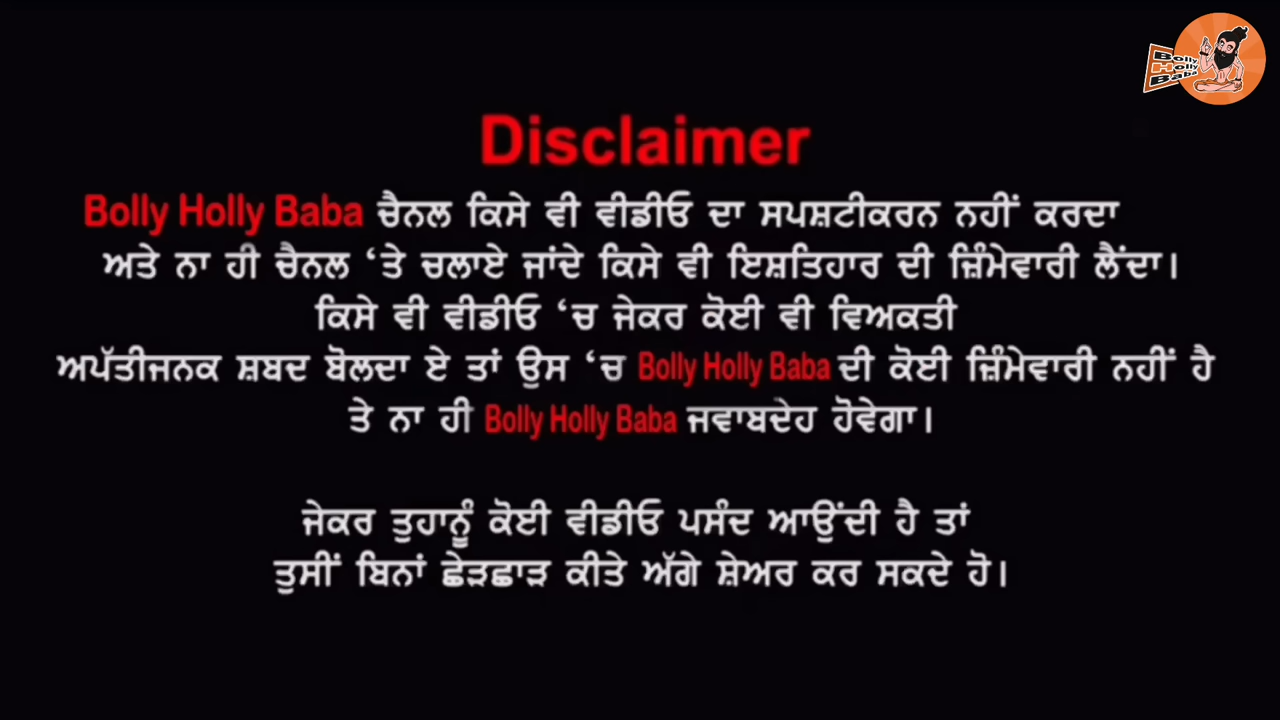 Bolly
Holly
Baba
Disclaimer
Bolly Holly Baba ਚੈਨਲ ਕਿਸੇ ਵੀ ਵੀਡੀਓ ਦਾ ਸਪਸ਼ਟੀਕਰਨ ਨਹੀਂ ਕਰਦਾ
ਅਤੇ ਨਾ ਹੀ ਚੈਨਲ ‘ਤੇ ਚਲਾਏ ਜਾਂਦੇ ਕਿਸੇ ਵੀ ਇਸ਼ਤਿਹਾਰ ਦੀ ਜ਼ਿੰਮੇਵਾਰੀ ਲੈਂਦਾ।
ਕਿਸੇ ਵੀ ਵੀਡੀਓ ‘ਚ ਜੇਕਰ ਕੋਈ ਵੀ ਵਿਅਕਤੀ
ਅਪੱਤੀਜਨਕ ਸ਼ਬਦ ਬੋਲਦਾ ਏ ਤਾਂ ਉਸ ‘ਚ Bolly Holly Baba ਦੀ ਕੋਈ ਜ਼ਿੰਮੇਵਾਰੀ ਨਹੀਂ ਹੈ
ਤੇ ਨਾ ਹੀ Bolly Holly Baba ਜਵਾਬਦੇਹ ਹੋਵੇਗਾ।
ਜੇਕਰ ਤੁਹਾਨੂੰ ਕੋਈ ਵੀਡੀਓ ਪਸੰਦ ਆਉਂਦੀ ਹੈ ਤਾਂ
ਤੁਸੀਂ ਬਿਨਾਂ ਛੇੜਛਾੜ ਕੀਤੇ ਅੱਗੇ ਸ਼ੇਅਰ ਕਰ ਸਕਦੇ ਹੋ।